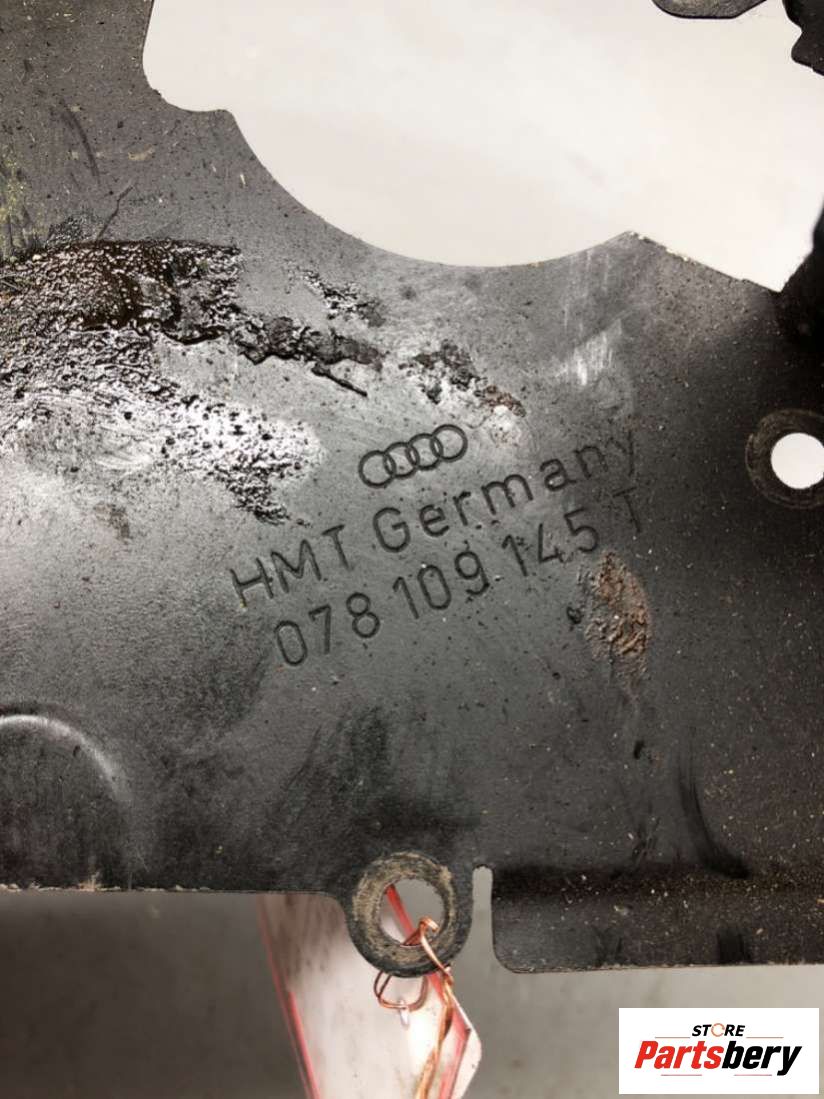 HMT Germany
078 109 145 T
STORE
Partsbery